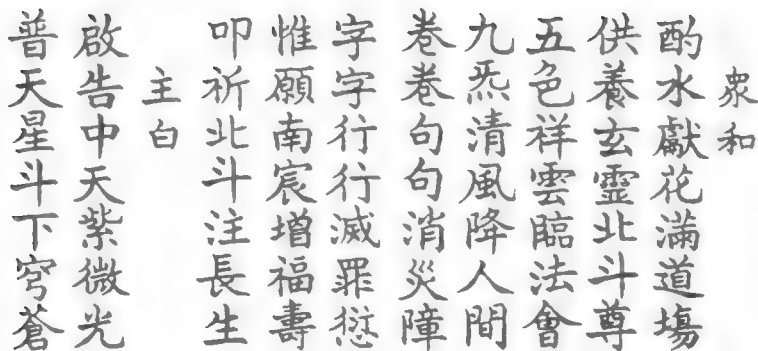 衆和
酌水獻花滿道塲
供養玄靈北斗尊
五色祥雲臨法會
九炁清風降人間
卷卷句句消災障
字字行行滅罪愆
惟願南宸增福壽
叩祈北斗注長生
主白
啟告中天紫微光
普天星斗下穹蒼